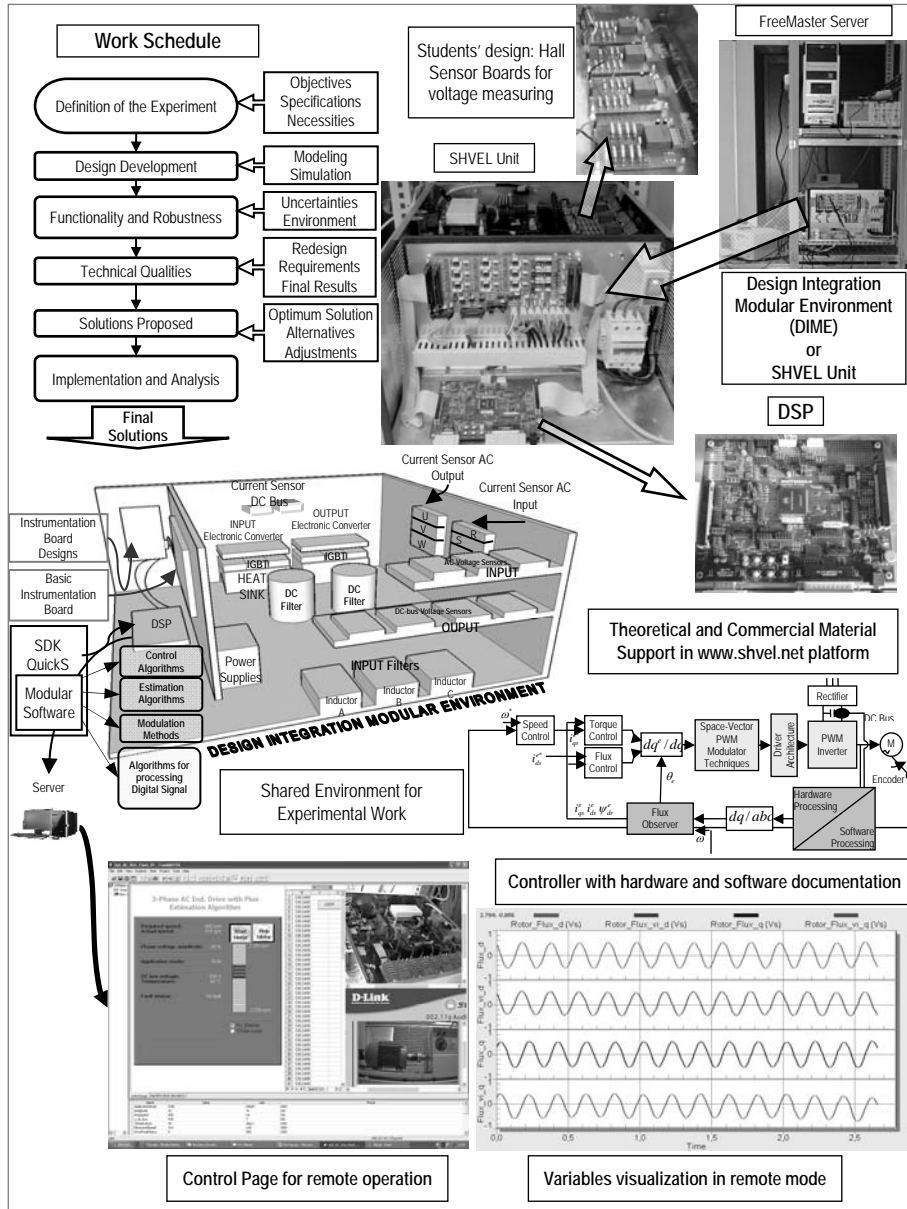 Work Schedule
Definition of the Experiment
Objectives
Specifications
Necessities
Design Development
Modeling
Simulation
Functionality and Robustness
Uncertainties
Environment
Technical Qualities
Redesign
Requirements
Final Results
Solutions Proposed
Optimum Solution
Alternatives
Adjustments
Implementation and Analysis
Final
Solutions
Students' design: Hall
Sensor Boards for
voltage measuring
SHVEL Unit
FreeMaster Server
Design Integration
Modular Environment
(DIME)
or
SHVEL Unit
DSP
Current Sensor AC
Output
Current Sensor
DC Bus
Current Sensor AC
Input
INPUT
Electronic Converter
OUTPUT
Electronic Converter
U
V
W
R
S
IGBT
IGBT
HEAT
SINK
DC
Filter
DC
Filter
AC Voltage Sensors
INPUT
DC-bus Voltage Sensors
OUPUT
Instrumentation
Board
Designs
Basic
Instrumentation
Board
DSP
SDK
QuickS
Modular
Software
Control
Algorithms
Estimation
Algorithms
Modulation
Methods
Algorithms for
processing
Digital Signal
Power
Supplies
INPUT Filters
Inductor
A
Inductor
B
Inductor
C
DESIGN INTEGRATION MODULAR ENVIRONMENT
Server
Shared Environment for
Experimental Work
Theoretical and Commercial Material
Support in www.shvel.net platform
Rectifier
DC Bus
ω*
Speed
Control
Torque
Control
Flux
Control
dqᵉ/dq
Space-Vector
PWM
Modulator
Techniques
Driver
Architecture
PWM
Inverter
M
Encoder
θₑ
Flux
Observer
dq/abc
ω
Hardware
Processing
Software
Processing
Controller with hardware and software documentation
3-Phase AC Ind. Drive with Flux
Estimation Algorithm
D-Link
Control Page for remote operation
Rotor_Flux_d (Vs)
Rotor_Flux_vi_d (Vs)
Rotor_Flux_q (Vs)
Rotor_Flux_vi_q (Vs)
Flux_d
Flux_vi_d
Flux_q
Flux_vi_q
0,0
0,5
1,0
1,5
2,0
2,5
Time
Variables visualization in remote mode